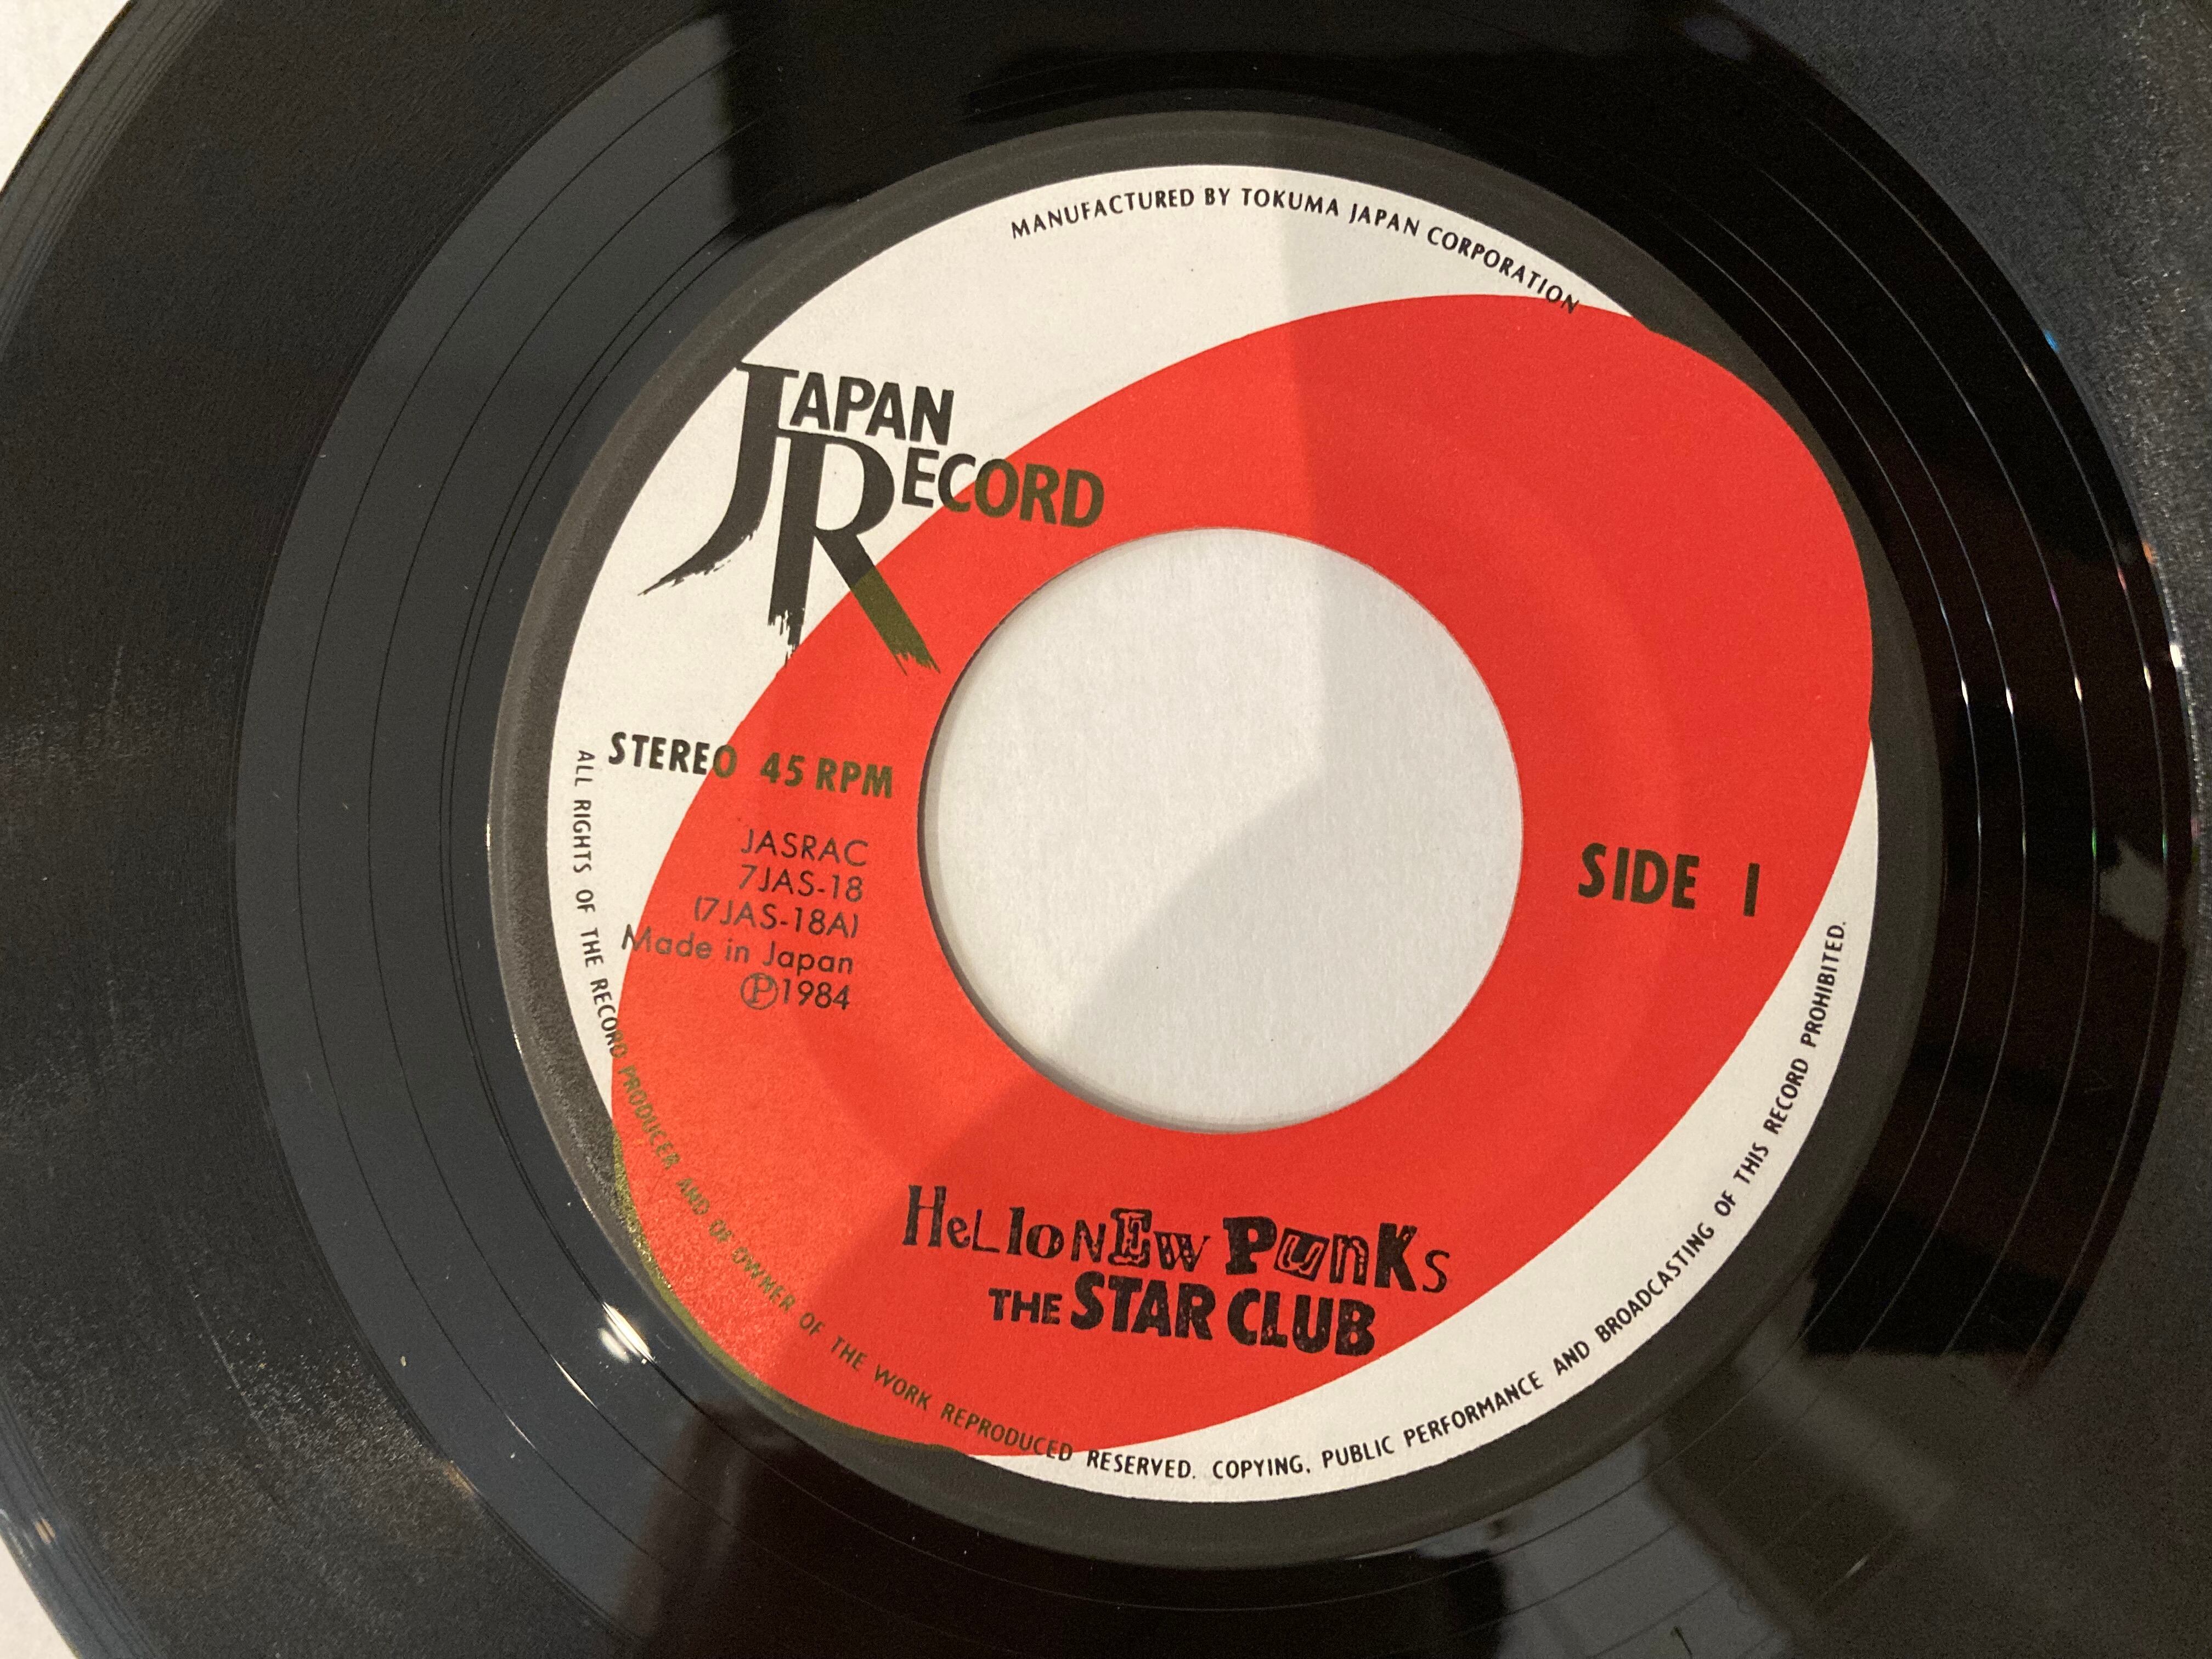 MANUFACTURED BY TOKUMA JAPAN CORPORATION
JAPAN
RECORD
STEREO 45 RPM
JASRAC
7JAS-18
(7JAS-18A)
Made in Japan
Ⓟ1984
SIDE 1
HeLloNEw PunKs
THE STAR CLUB
ALL RIGHTS OF THE RECORD PRODUCER AND OF OWNER OF THE WORK REPRODUCED RESERVED. COPYING, PUBLIC PERFORMANCE AND BROADCASTING OF THIS RECORD PROHIBITED.